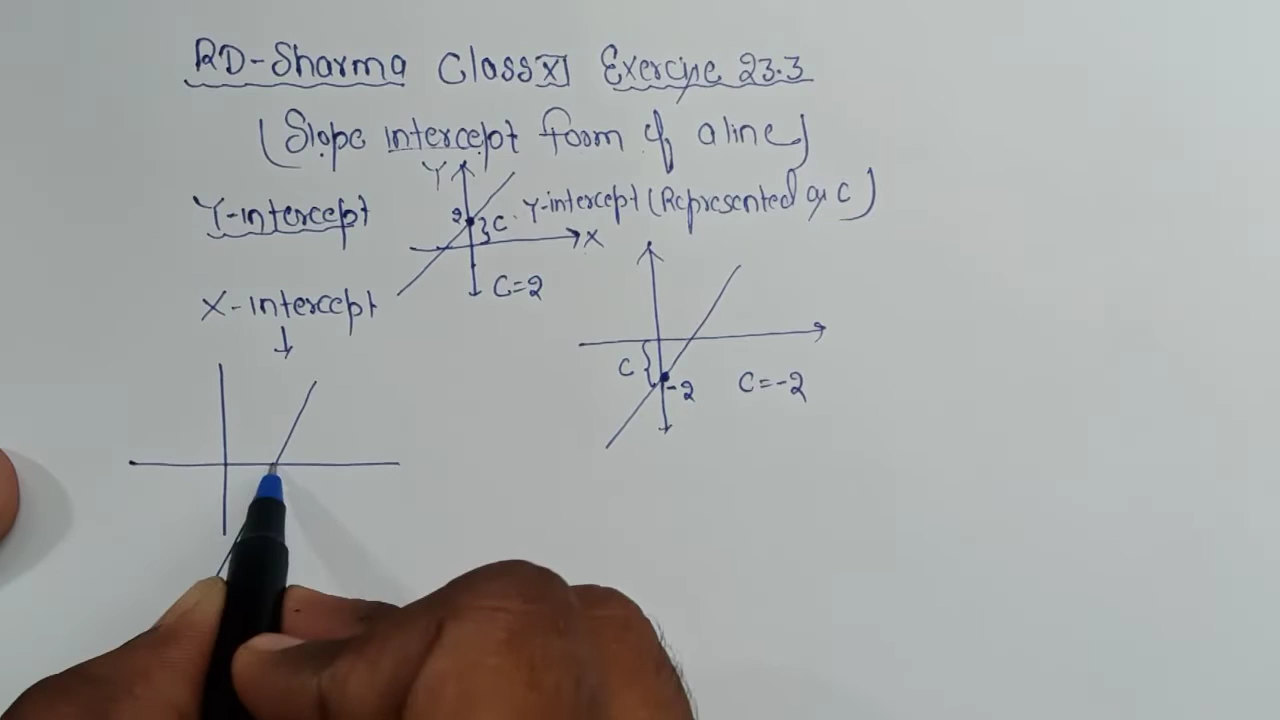 RD-Sharma Class XI Exercise 23.3
(Slope intercept form of a line)
Y
Y-intercept
2
C
Y-intercept (Represented as C)
X
C=2
X-intercept
C
-2
C=-2